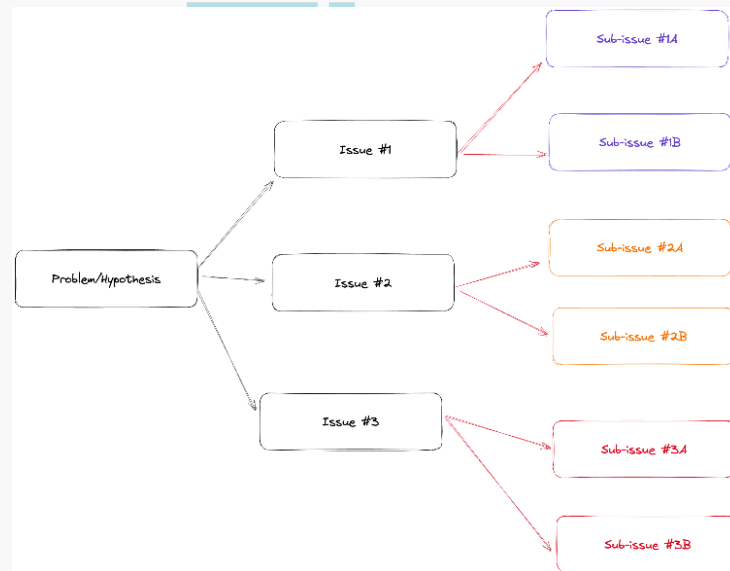 Sub-issue #1A
Issue #1
Sub-issue #1B
Problem/Hypothesis
Issue #2
Sub-issue #2A
Sub-issue #2B
Issue #3
Sub-issue #3A
Sub-issue #3B